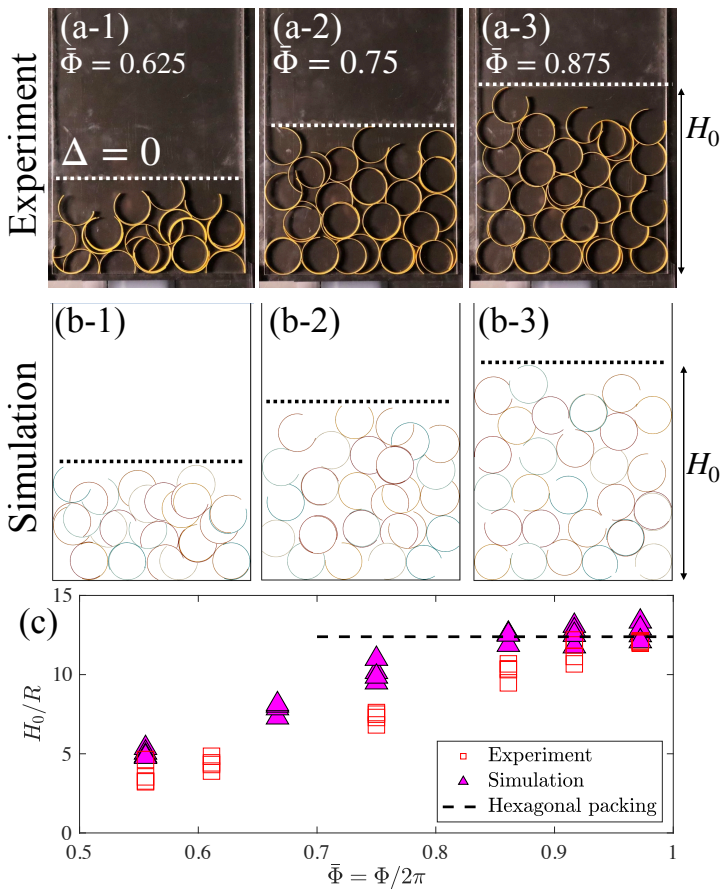 Experiment
(a-1)
Φ̄ = 0.625
Δ = 0
(a-2)
Φ̄ = 0.75
(a-3)
Φ̄ = 0.875
H₀
Simulation
(b-1)
(b-2)
(b-3)
H₀
(c)
H₀/R
15
10
5
0
0.5 0.6 0.7 0.8 0.9 1
Φ̄ = Φ/2π
Experiment
Simulation
Hexagonal packing